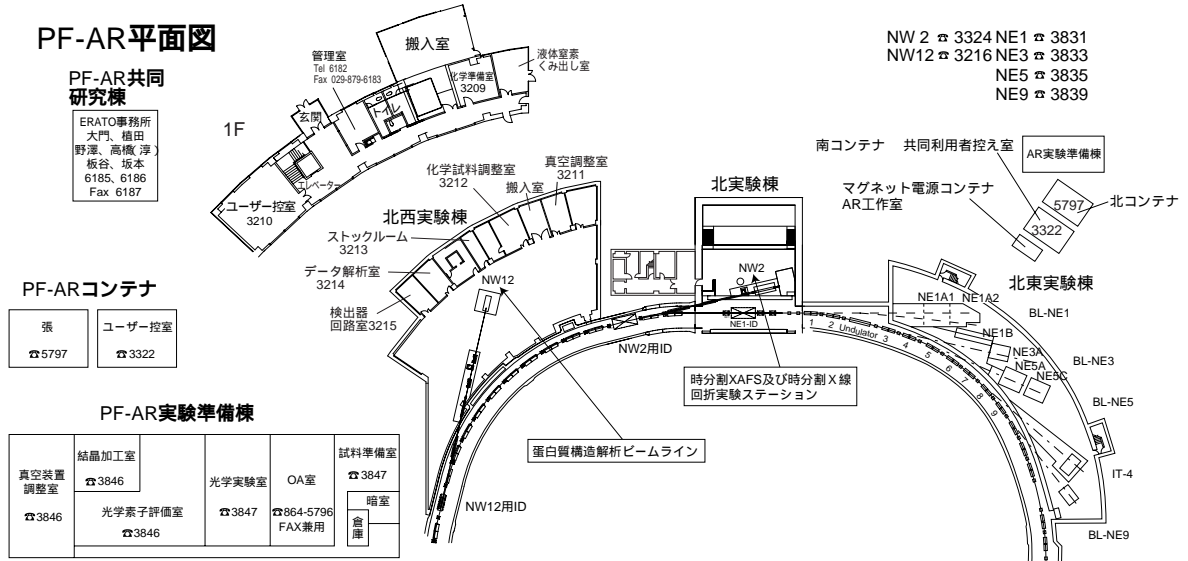 PF-AR平面図
PF-AR共同
研究棟
ERATO事務所
大門、植田
野澤、高橋(淳)
板谷、坂本
6185、6186
Fax 6187
1F
管理室
Tel 6182
Fax 029-879-6183
搬入室
液体窒素
くみ出し室
化学準備室
3209
トイレ
玄関
エレベーター
ユーザー控室
3210
NW 2 ☎ 3324 NE1 ☎ 3831
NW12 ☎ 3216 NE3 ☎ 3833
NE5 ☎ 3835
NE9 ☎ 3839
南コンテナ
共同利用者控え室
AR実験準備棟
マグネット電源コンテナ
AR工作室
5797
北コンテナ
3322
北西実験棟
化学試料調整室
3212
搬入室
真空調整室
3211
ストックルーム
3213
データ解析室
3214
検出器
回路室3215
NW12
北実験棟
NW2
NE1-ID
NW2用ID
NW12用ID
1 2 Undulator 3 4 5 6 7 8 9
北東実験棟
NE1A1
NE1A2
BL-NE1
NE1B
NE3A
BL-NE3
NE5A
NE5C
BL-NE5
IT-4
BL-NE9
時分割XAFS及び時分割X線
回折実験ステーション
蛋白質構造解析ビームライン
PF-ARコンテナ
張
☎5797
ユーザー控室
☎3322
PF-AR実験準備棟
真空装置
調整室
☎3846
結晶加工室
☎3846
光学素子評価室
☎3846
光学実験室
☎3847
OA室
☎864-5796
FAX兼用
試料準備室
☎3847
暗室
倉庫